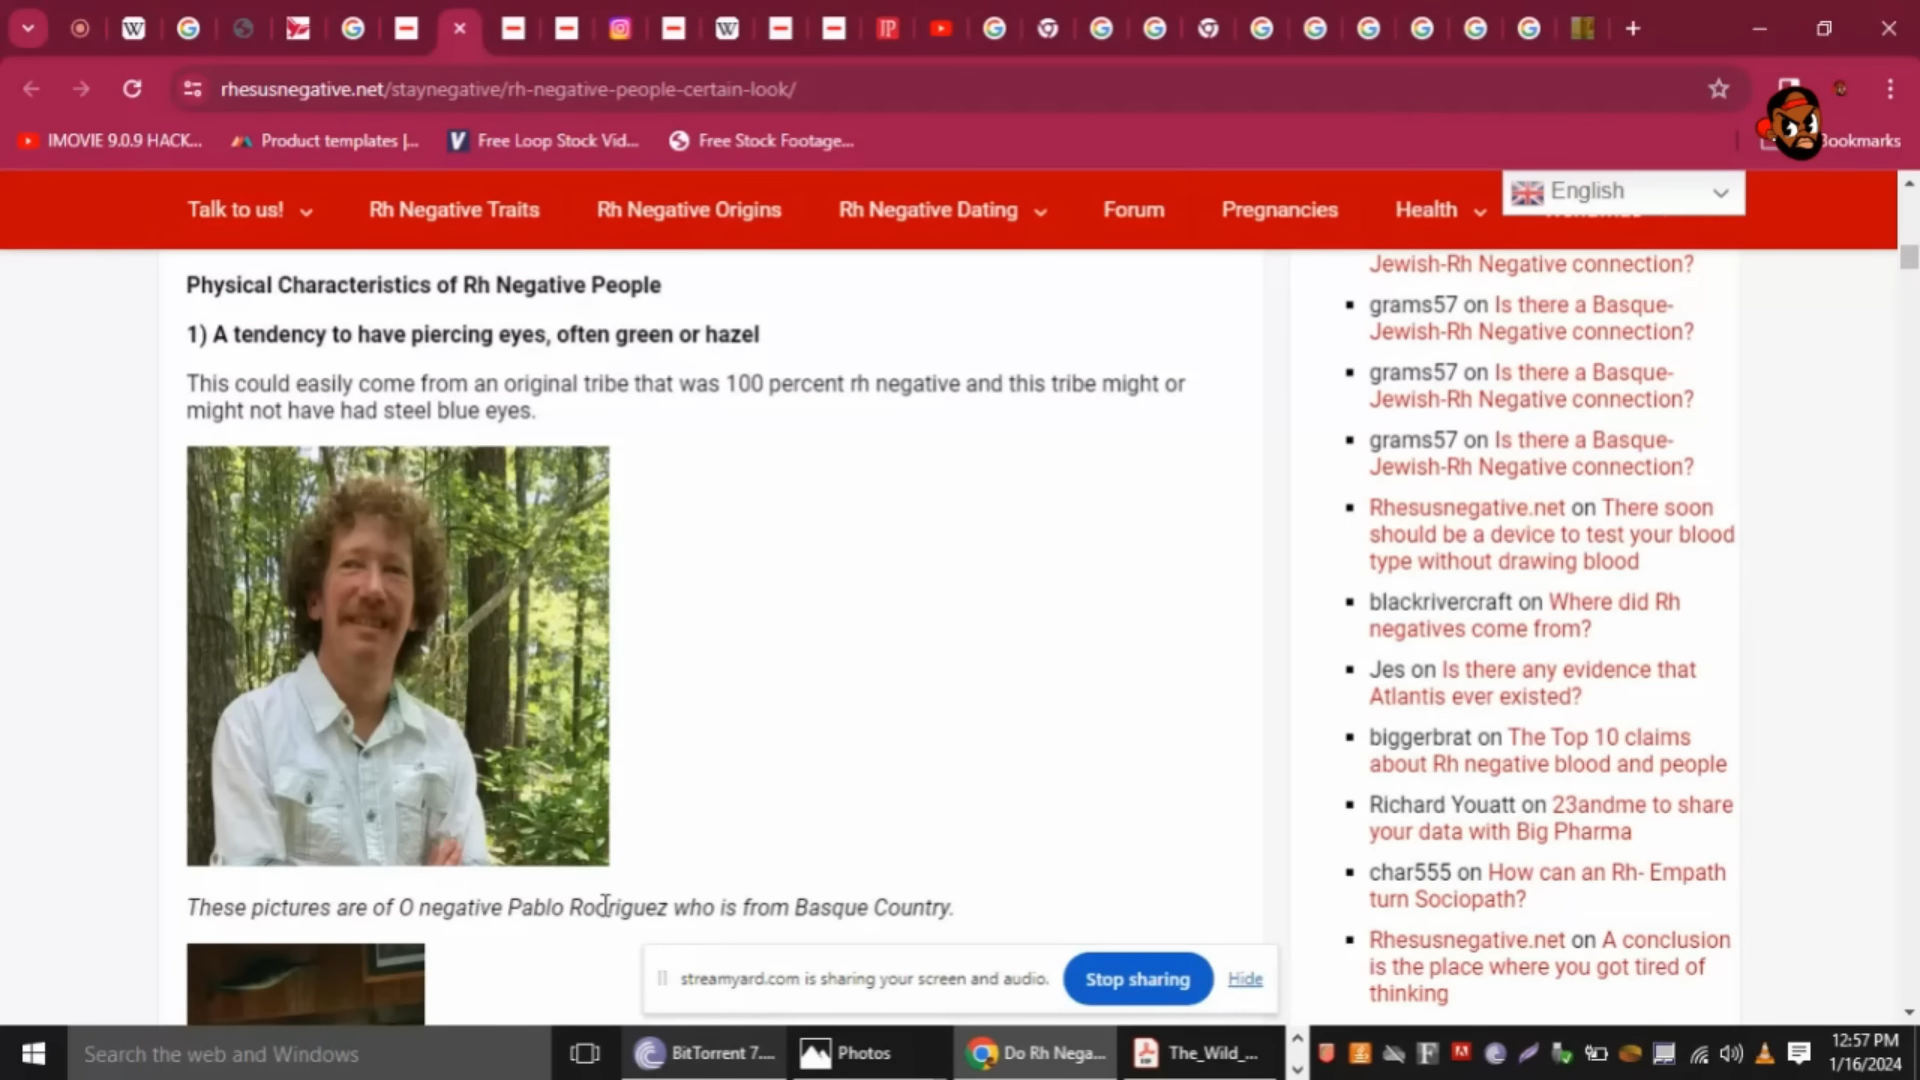 rhesusnegative.net/staynegative/rh-negative-people-certain-look/
IMOVIE 9.0.9 HACK...
Product templates |...
Free Loop Stock Vid...
Free Stock Footage...
Bookmarks
Talk to us!
Rh Negative Traits
Rh Negative Origins
Rh Negative Dating
Forum
Pregnancies
Health
English
Physical Characteristics of Rh Negative People
1) A tendency to have piercing eyes, often green or hazel
This could easily come from an original tribe that was 100 percent rh negative and this tribe might or
might not have had steel blue eyes.
These pictures are of O negative Pablo Rodriguez who is from Basque Country.
Jewish-Rh Negative connection?
grams57 on Is there a Basque-
Jewish-Rh Negative connection?
grams57 on Is there a Basque-
Jewish-Rh Negative connection?
grams57 on Is there a Basque-
Jewish-Rh Negative connection?
Rhesusnegative.net on There soon
should be a device to test your blood
type without drawing blood
blackrivercraft on Where did Rh
negatives come from?
Jes on Is there any evidence that
Atlantis ever existed?
biggerbrat on The Top 10 claims
about Rh negative blood and people
Richard Youatt on 23andme to share
your data with Big Pharma
char555 on How can an Rh- Empath
turn Sociopath?
Rhesusnegative.net on A conclusion
is the place where you got tired of
thinking
streamyard.com is sharing your screen and audio.
Stop sharing
Hide
Search the web and Windows
BitTorrent 7....
Photos
Do Rh Nega...
The_Wild_...
12:57 PM
1/16/2024